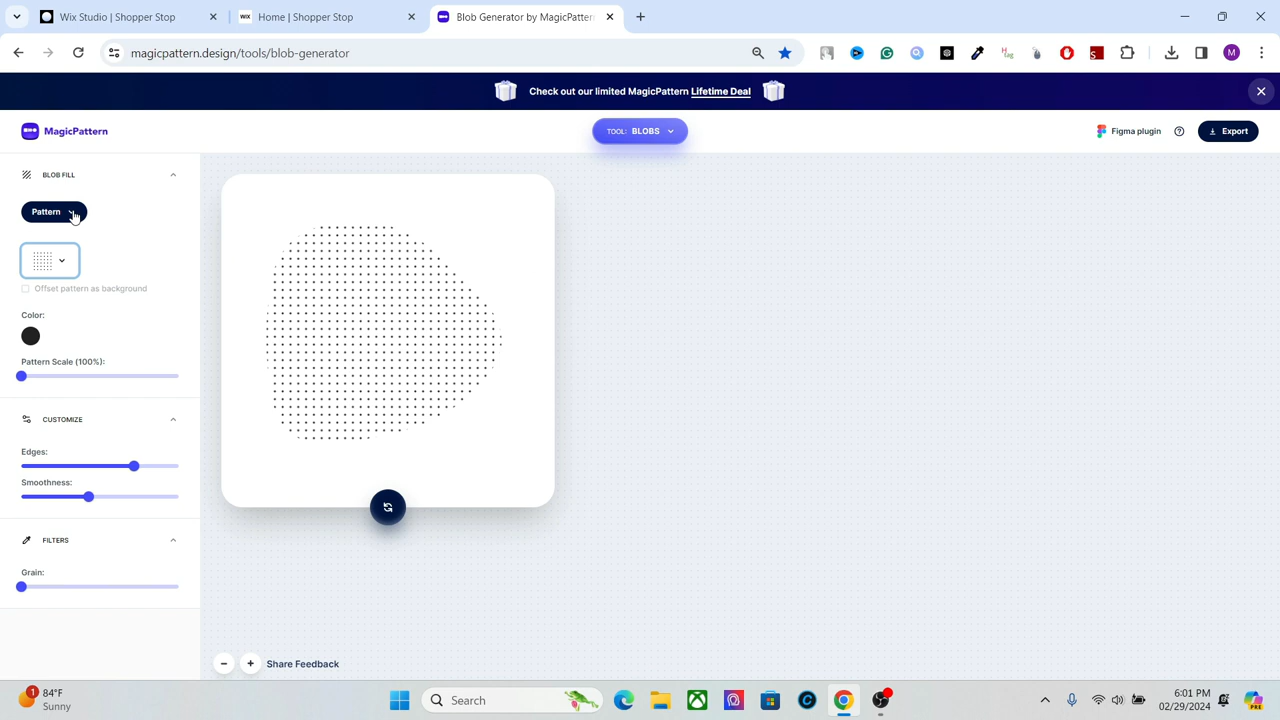 Wix Studio | Shopper Stop
WIX Home | Shopper Stop
Blob Generator by MagicPattern
magicpattern.design/tools/blob-generator
Check out our limited MagicPattern Lifetime Deal
MagicPattern
TOOL: BLOBS
Figma plugin
Export
BLOB FILL
Pattern
Offset pattern as background
Color:
Pattern Scale (100%):
CUSTOMIZE
Edges:
Smoothness:
FILTERS
Grain:
Share Feedback
1
84°F
Sunny
Search
6:01 PM
02/29/2024